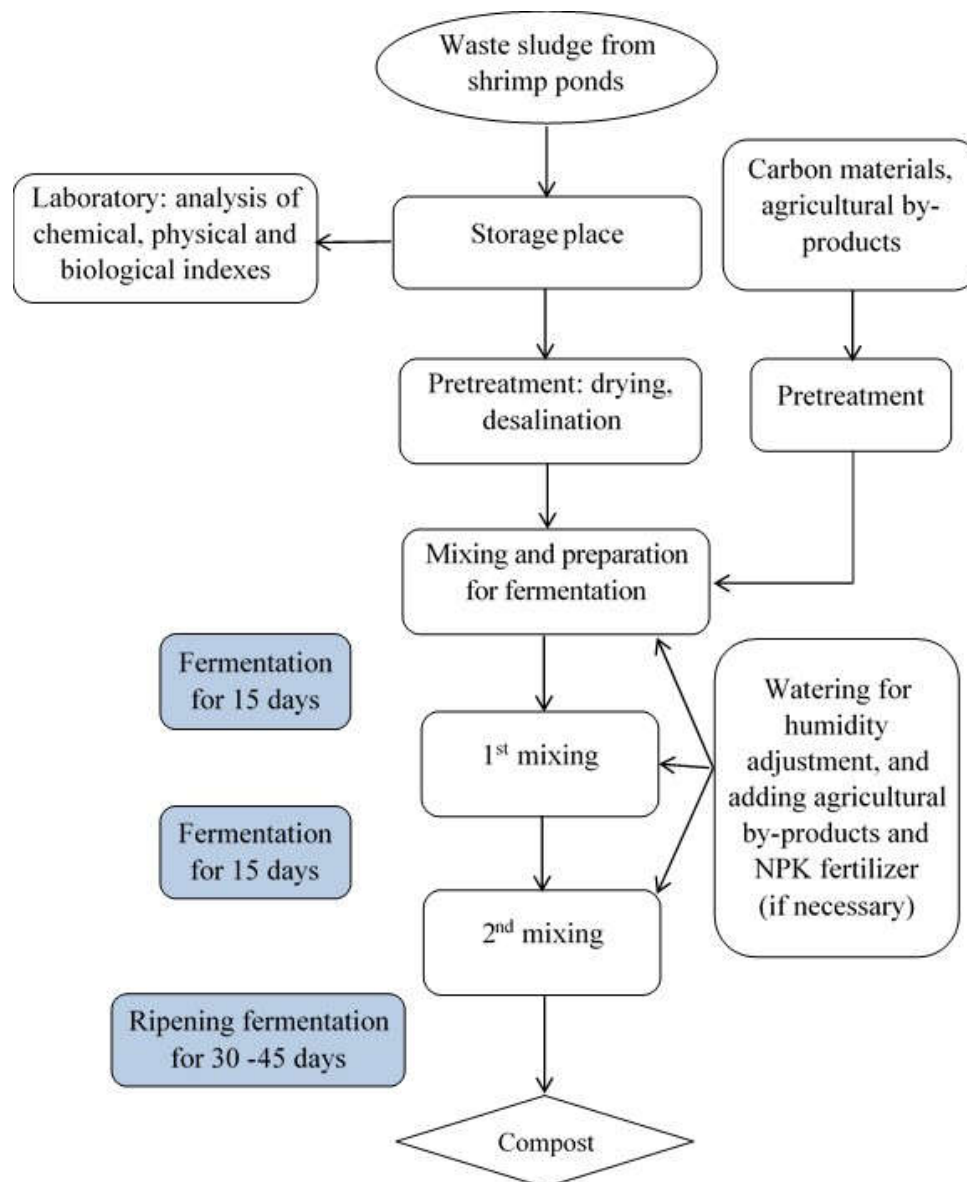 Waste sludge from
shrimp ponds
Laboratory: analysis of
chemical, physical and
biological indexes
Storage place
Carbon materials,
agricultural by-
products
Pretreatment: drying,
desalination
Pretreatment
Mixing and preparation
for fermentation
Fermentation
for 15 days
1st mixing
Watering for
humidity
adjustment, and
adding agricultural
by-products and
NPK fertilizer
(if necessary)
Fermentation
for 15 days
2nd mixing
Ripening fermentation
for 30 -45 days
Compost